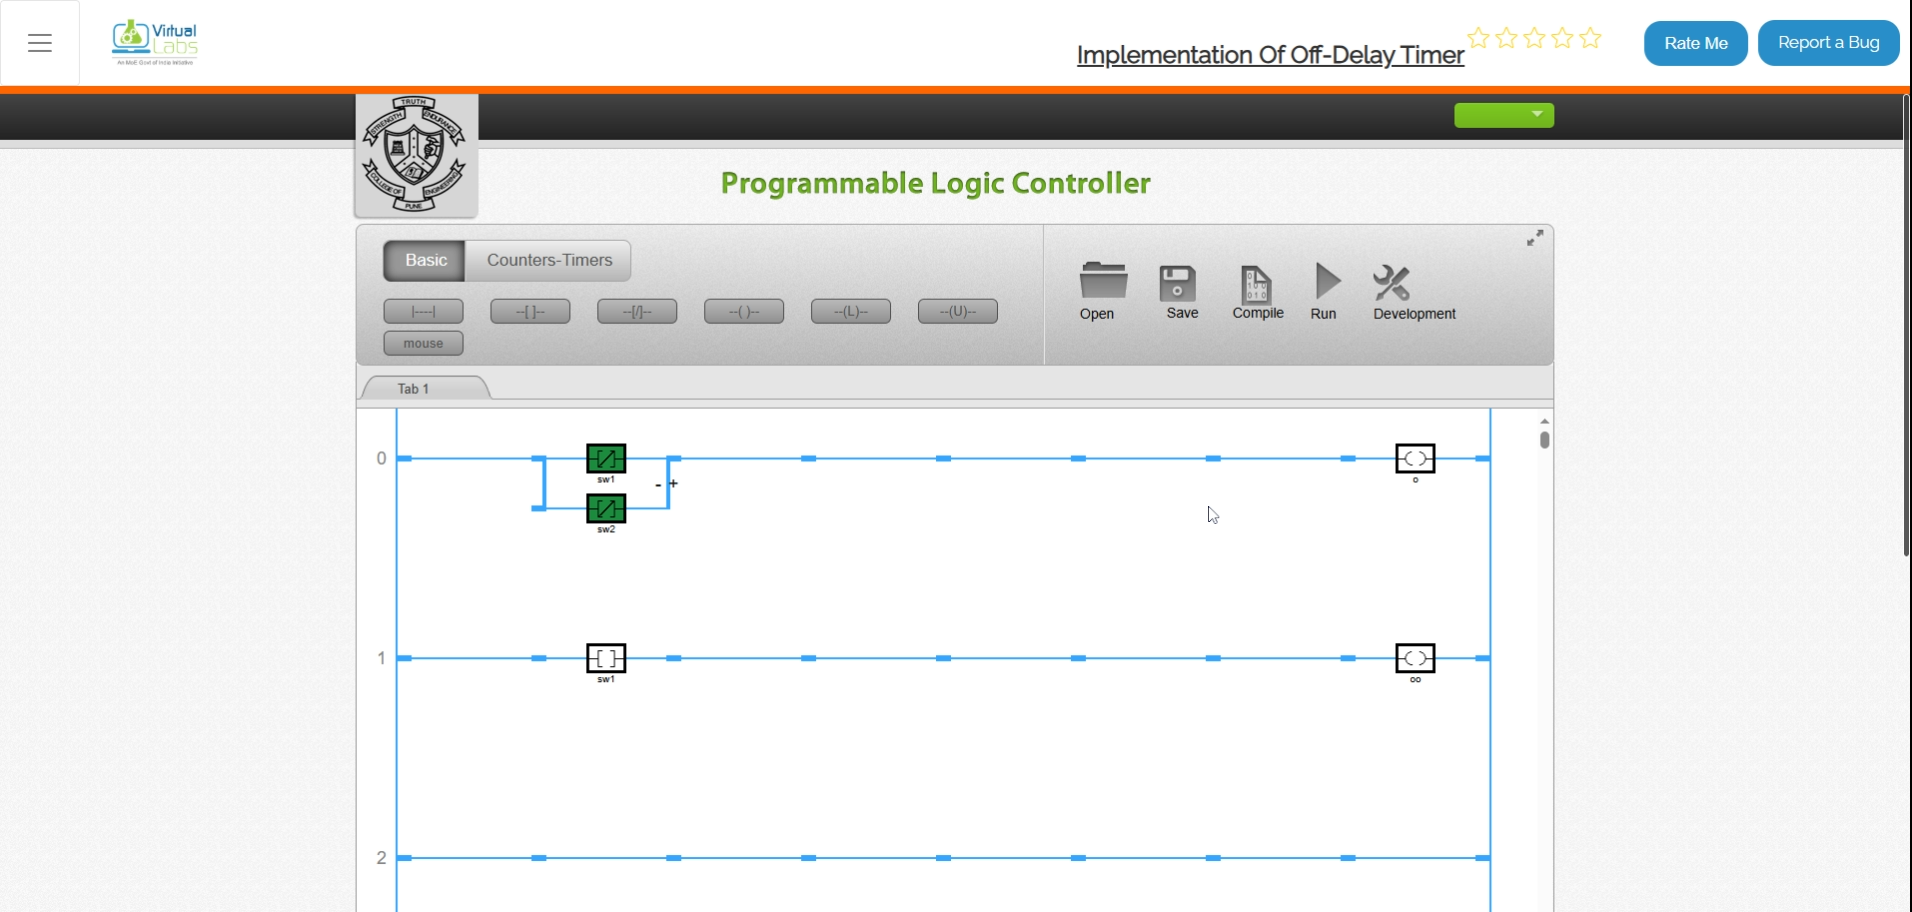 Virtual
Labs
An MoE Govt of India Initiative
Implementation Of Off-Delay Timer
Rate Me
Report a Bug
TRUTH
STRENGTH
ENDURANCE
COLLEGE OF
ENGINEERING
PUNE
Programmable Logic Controller
Basic
Counters-Timers
|----|
--[ ]--
--[/]--
--( )--
--(L)--
--(U)--
mouse
Open
Save
Compile
Run
Development
Tab 1
0
sw1
- +
o
sw2
1
sw1
oo
2